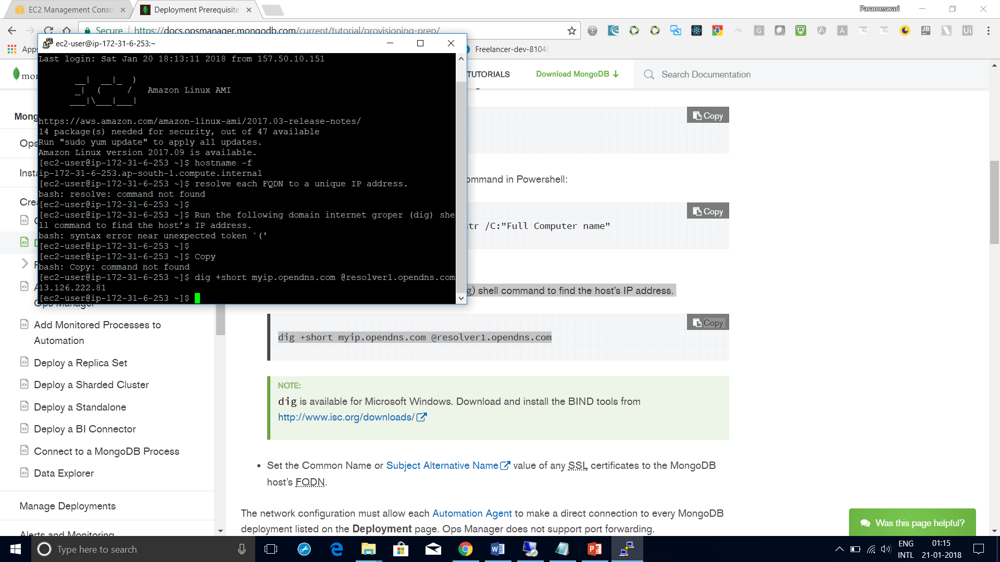 EC2 Management Conso
Deployment Prerequisite
Parameswari
Secure
https://docs.opsmanager.mongodb.com/current/tutorial/provisioning-prep/
Apps
Freelancer-dev-81048
ec2-user@ip-172-31-6-253:~
Last login: Sat Jan 20 18:13:11 2018 from 157.50.10.151
__|  __|_  )
_|  (     /   Amazon Linux AMI
___|\___|___|
https://aws.amazon.com/amazon-linux-ami/2017.03-release-notes/
14 package(s) needed for security, out of 47 available
Run "sudo yum update" to apply all updates.
Amazon Linux version 2017.09 is available.
[ec2-user@ip-172-31-6-253 ~]$ hostname -f
ip-172-31-6-253.ap-south-1.compute.internal
[ec2-user@ip-172-31-6-253 ~]$ resolve each FQDN to a unique IP address.
bash: resolve: command not found
[ec2-user@ip-172-31-6-253 ~]$
[ec2-user@ip-172-31-6-253 ~]$ Run the following domain internet groper (dig) she
ll command to find the host’s IP address.
bash: syntax error near unexpected token `('
[ec2-user@ip-172-31-6-253 ~]$
[ec2-user@ip-172-31-6-253 ~]$ Copy
bash: Copy: command not found
[ec2-user@ip-172-31-6-253 ~]$ dig +short myip.opendns.com @resolver1.opendns.com
13.126.222.81
[ec2-user@ip-172-31-6-253 ~]$
mon
TUTORIALS
Download MongoDB
Search Documentation
Mong
Ops
Insta
Crea
Ops Manager
Add Monitored Processes to
Automation
Deploy a Replica Set
Deploy a Sharded Cluster
Deploy a Standalone
Deploy a BI Connector
Connect to a MongoDB Process
Data Explorer
Manage Deployments
Alerts and Monitoring
Copy
ommand in Powershell:
Copy
tr /C:"Full Computer name"
g) shell command to find the host’s IP address.
Copy
dig +short myip.opendns.com @resolver1.opendns.com
NOTE:
dig is available for Microsoft Windows. Download and install the BIND tools from
http://www.isc.org/downloads/
• Set the Common Name or Subject Alternative Name value of any SSL certificates to the MongoDB
host’s FQDN.
The network configuration must allow each Automation Agent to make a direct connection to every MongoDB
deployment listed on the Deployment page. Ops Manager does not support port forwarding.
Was this page helpful?
Type here to search
ENG
INTL
01:15
21-01-2018